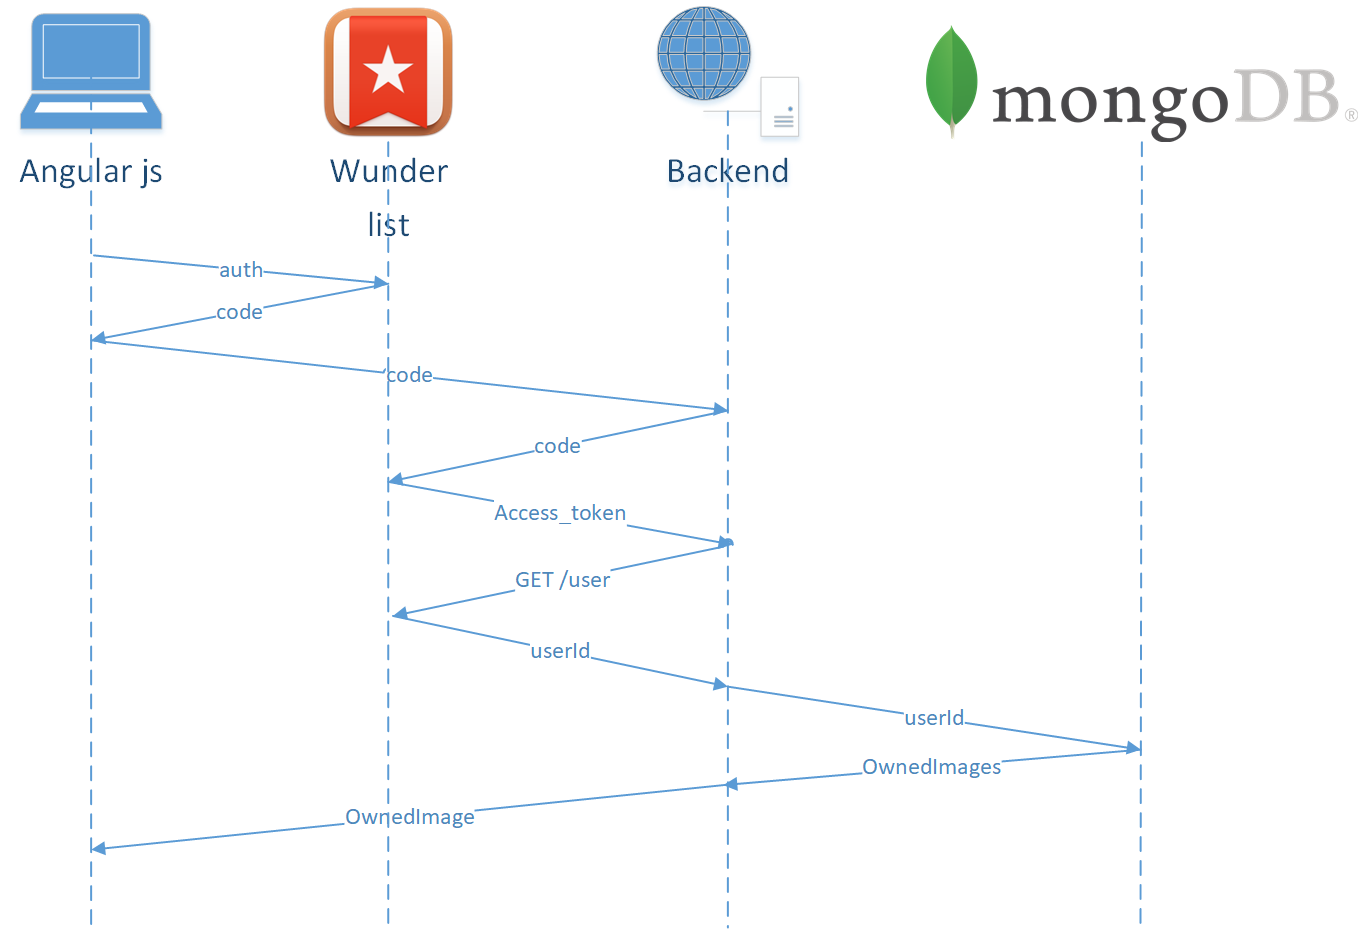 mongoDB®
Angular js
Wunder
list
Backend
auth
code
code
code
Access_token
GET /user
userId
userId
OwnedImages
OwnedImage